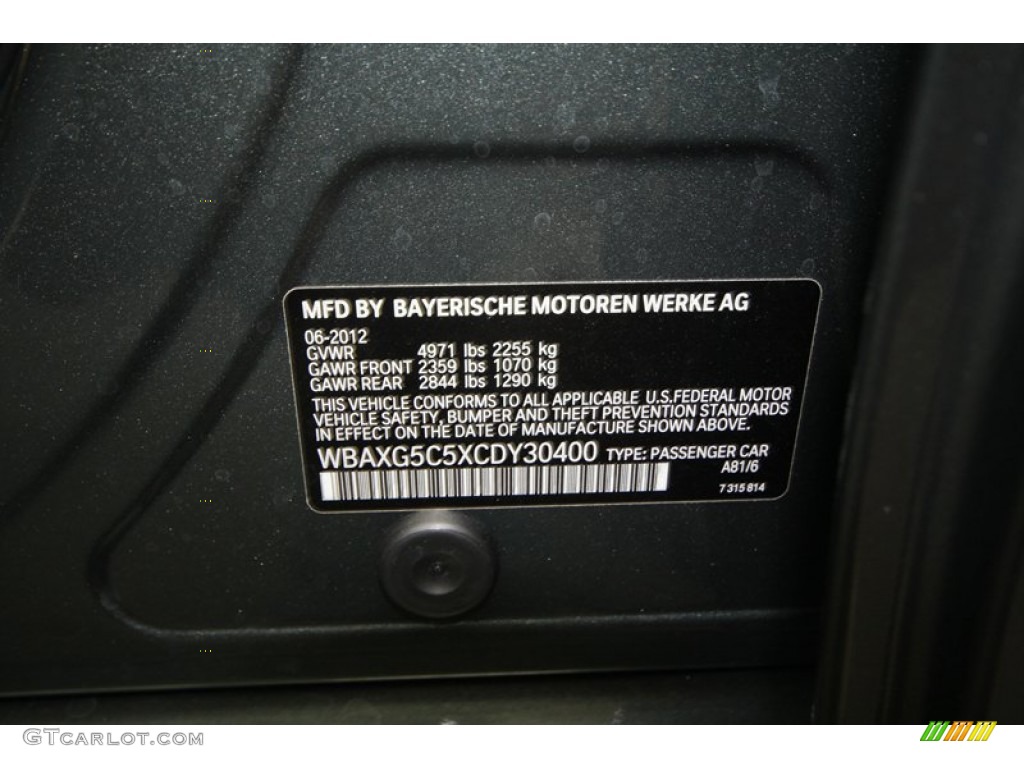 MFD BY BAYERISCHE MOTOREN WERKE AG
06-2012
GVWR 4971 lbs 2255 kg
GAWR FRONT 2359 lbs 1070 kg
GAWR REAR 2844 lbs 1290 kg
THIS VEHICLE CONFORMS TO ALL APPLICABLE U.S.FEDERAL MOTOR
VEHICLE SAFETY, BUMPER AND THEFT PREVENTION STANDARDS
IN EFFECT ON THE DATE OF MANUFACTURE SHOWN ABOVE.
WBAXG5C5XCDY30400 TYPE: PASSENGER CAR
A81/6
7 315 814
GTCarLot.com